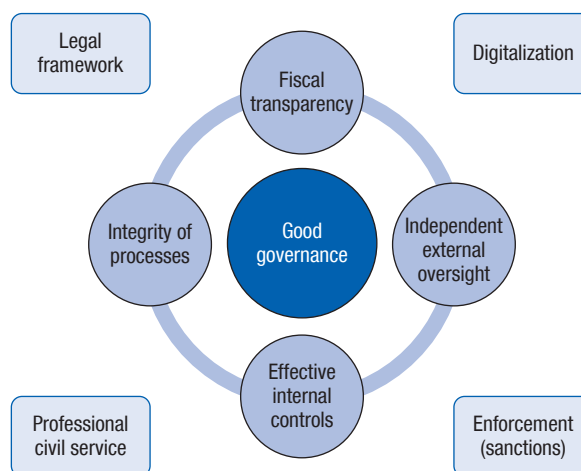 Legal
framework
Digitalization
Fiscal
transparency
Integrity of
processes
Good
governance
Independent
external
oversight
Effective
internal
controls
Professional
civil service
Enforcement
(sanctions)